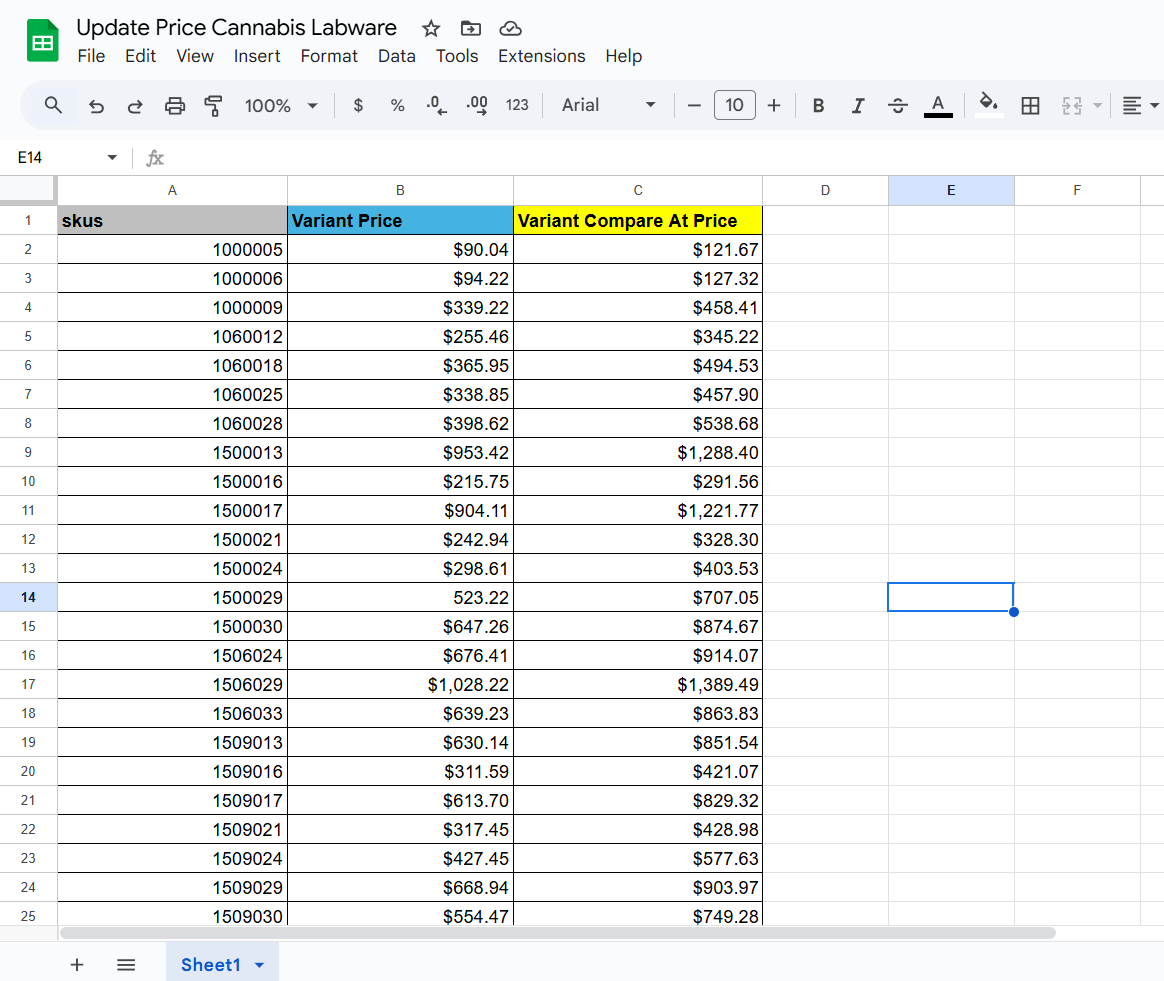 Update Price Cannabis Labware
File Edit View Insert Format Data Tools Extensions Help
100% $ % .0 .00 123 Arial 10 B I S A
E14 fx
A B C D E F
1 skus Variant Price Variant Compare At Price
2 1000005 $90.04 $121.67
3 1000006 $94.22 $127.32
4 1000009 $339.22 $458.41
5 1060012 $255.46 $345.22
6 1060018 $365.95 $494.53
7 1060025 $338.85 $457.90
8 1060028 $398.62 $538.68
9 1500013 $953.42 $1,288.40
10 1500016 $215.75 $291.56
11 1500017 $904.11 $1,221.77
12 1500021 $242.94 $328.30
13 1500024 $298.61 $403.53
14 1500029 523.22 $707.05
15 1500030 $647.26 $874.67
16 1506024 $676.41 $914.07
17 1506029 $1,028.22 $1,389.49
18 1506033 $639.23 $863.83
19 1509013 $630.14 $851.54
20 1509016 $311.59 $421.07
21 1509017 $613.70 $829.32
22 1509021 $317.45 $428.98
23 1509024 $427.45 $577.63
24 1509029 $668.94 $903.97
25 1509030 $554.47 $749.28
Sheet1